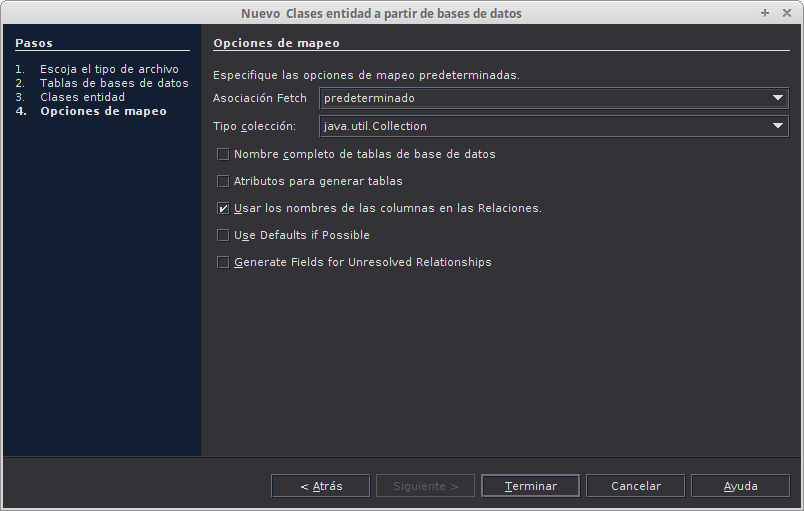 Nuevo  Clases entidad a partir de bases de datos
Pasos
1. Escoja el tipo de archivo
2. Tablas de bases de datos
3. Clases entidad
4. Opciones de mapeo
Opciones de mapeo
Especifique las opciones de mapeo predeterminadas.
Asociación Fetch predeterminado
Tipo colección: java.util.Collection
Nombre completo de tablas de base de datos
Atributos para generar tablas
Usar los nombres de las columnas en las Relaciones.
Use Defaults if Possible
Generate Fields for Unresolved Relationships
< Atrás Siguiente > Terminar Cancelar Ayuda